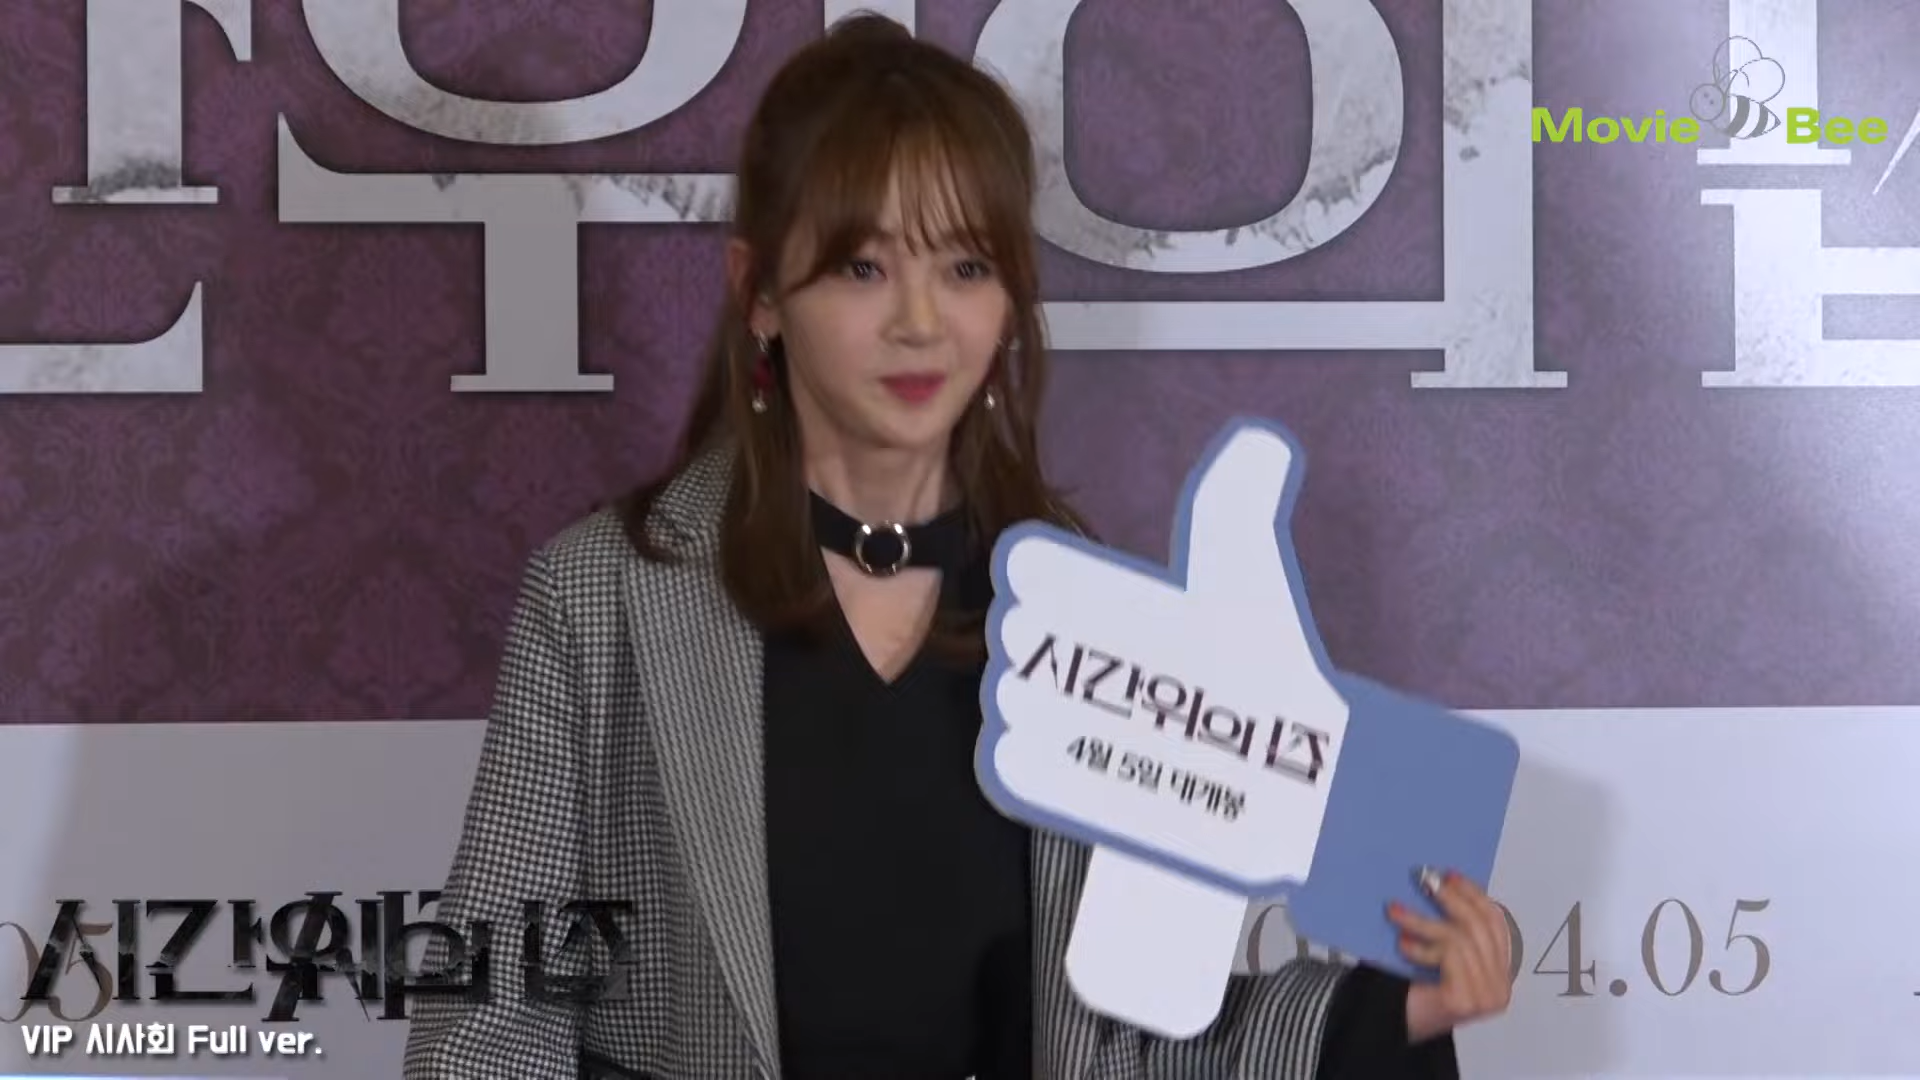 Movie Bee
시간위의 집
4월 5일 대개봉
04.05
05
시간위의 집
VIP 시사회 Full ver.